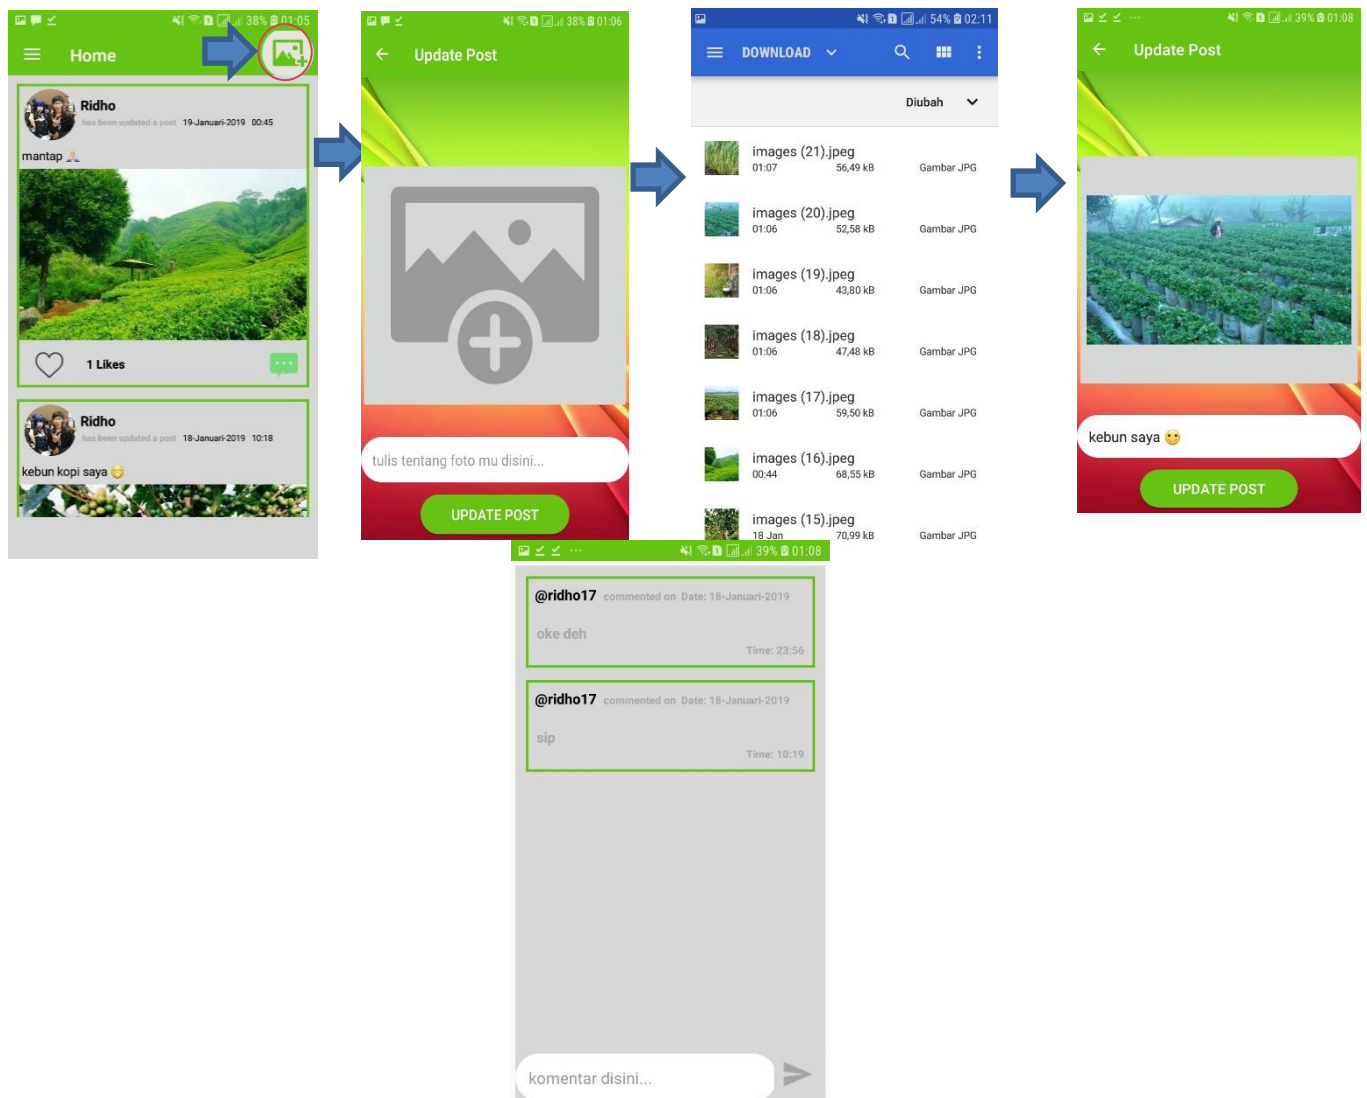 38% 01:05
Home
Ridho
has been updated a post 19-Januari-2019 00:45
mantap
1 Likes
Ridho
has been updated a post 18-Januari-2019 10:18
kebun kopi saya
38% 01:06
Update Post
tulis tentang foto mu disini...
UPDATE POST
54% 02:11
DOWNLOAD
Diubah
images (21).jpeg
01:07 56,49 kB Gambar JPG
images (20).jpeg
01:06 52,58 kB Gambar JPG
images (19).jpeg
01:06 43,80 kB Gambar JPG
images (18).jpeg
01:06 47,48 kB Gambar JPG
images (17).jpeg
01:06 59,50 kB Gambar JPG
images (16).jpeg
00:44 68,55 kB Gambar JPG
images (15).jpeg
18 Jan 70,99 kB Gambar JPG
39% 01:08
Update Post
kebun saya
UPDATE POST
39% 01:08
@ridho17 commented on Date: 18-Januari-2019
oke deh
Time: 23:56
@ridho17 commented on Date: 18-Januari-2019
sip
Time: 10:19
komentar disini...